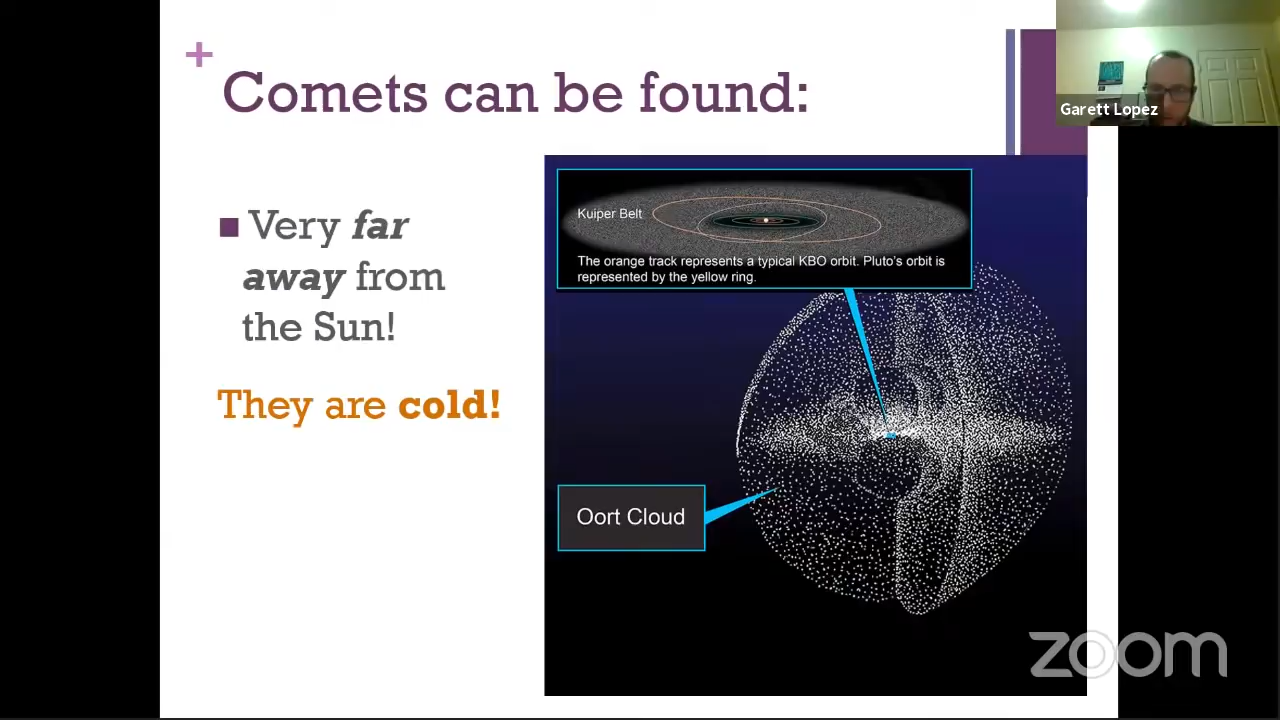 +
Comets can be found:
Garett Lopez
Very far
away from
the Sun!
They are cold!
Kuiper Belt
The orange track represents a typical KBO orbit. Pluto's orbit is
represented by the yellow ring.
Oort Cloud
zoom